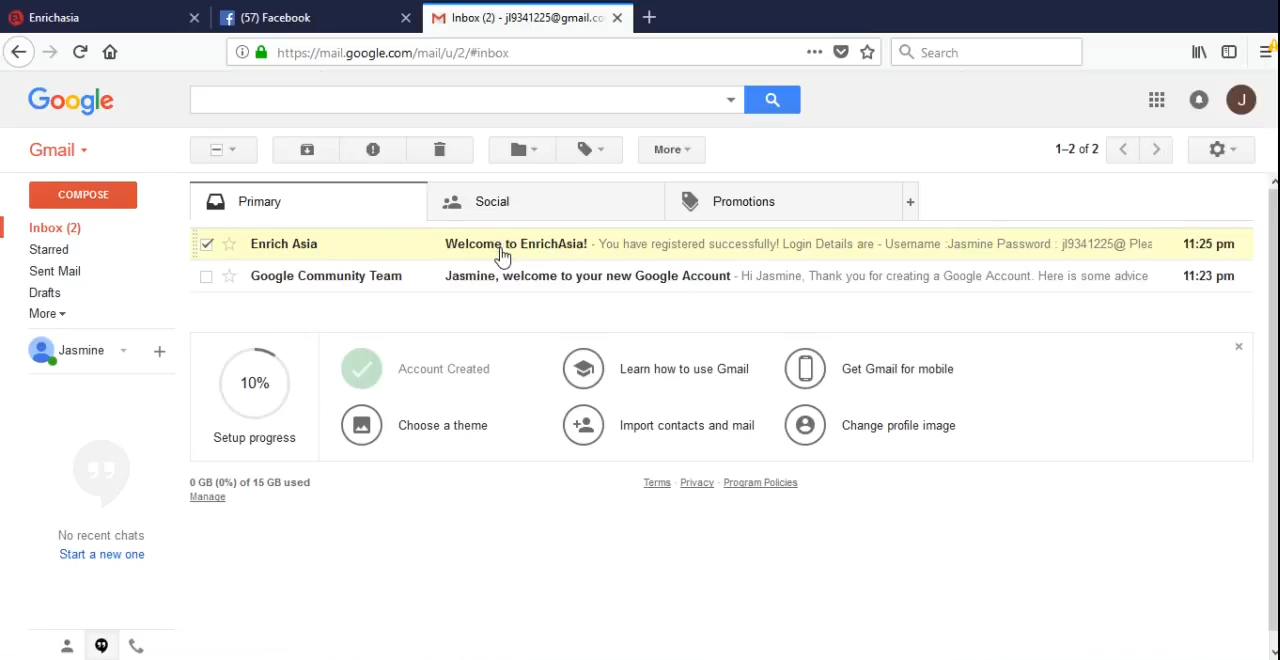 Enrichasia
(57) Facebook
Inbox (2) - jl9341225@gmail.co
https://mail.google.com/mail/u/2/#inbox
Search
Google
J
Gmail
More
1–2 of 2
COMPOSE
Primary
Social
Promotions
Inbox (2)
Starred
Sent Mail
Drafts
More
Enrich Asia Welcome to EnrichAsia! - You have registered successfully! Login Details are - Username :Jasmine Password : jl9341225@ Plea 11:25 pm
Google Community Team Jasmine, welcome to your new Google Account - Hi Jasmine, Thank you for creating a Google Account. Here is some advice 11:23 pm
Jasmine
10%
Setup progress
Account Created
Learn how to use Gmail
Get Gmail for mobile
Choose a theme
Import contacts and mail
Change profile image
0 GB (0%) of 15 GB used
Manage
Terms - Privacy - Program Policies
No recent chats
Start a new one